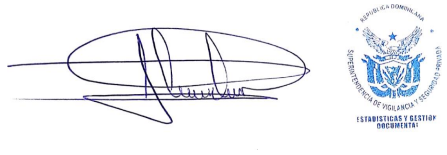 REPÚBLICA DOMINICANA
SUPERINTENDENCIA DE VIGILANCIA Y SEGURIDAD PRIVADA
ESTADISTICAS Y GESTION
DOCUMENTAL